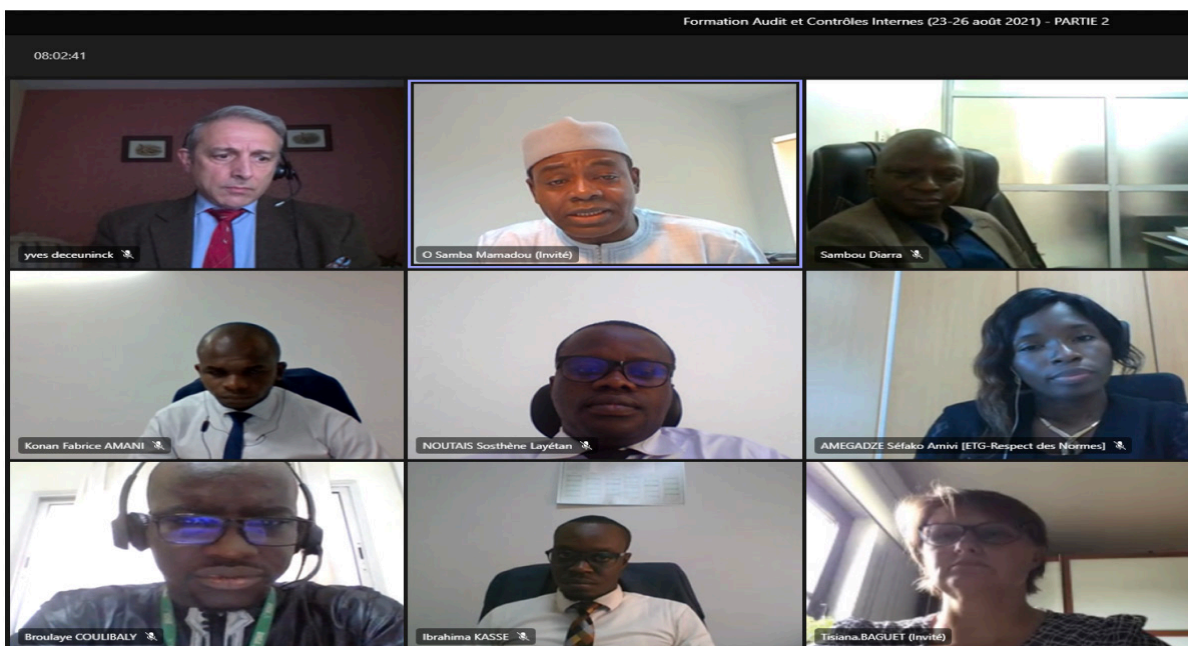 Formation Audit et Contrôles Internes (23-26 août 2021) - PARTIE 2
08:02:41
yves deceuninck
O Samba Mamadou (Invité)
Sambou Diarra
Konan Fabrice AMANI
NOUTAIS Sosthène Layétan
AMEGADZE Séfako Amivi [ETG-Respect des Normes]
Broulaye COULIBALY
Ibrahima KASSE
Tisiana.BAGUET (Invité)